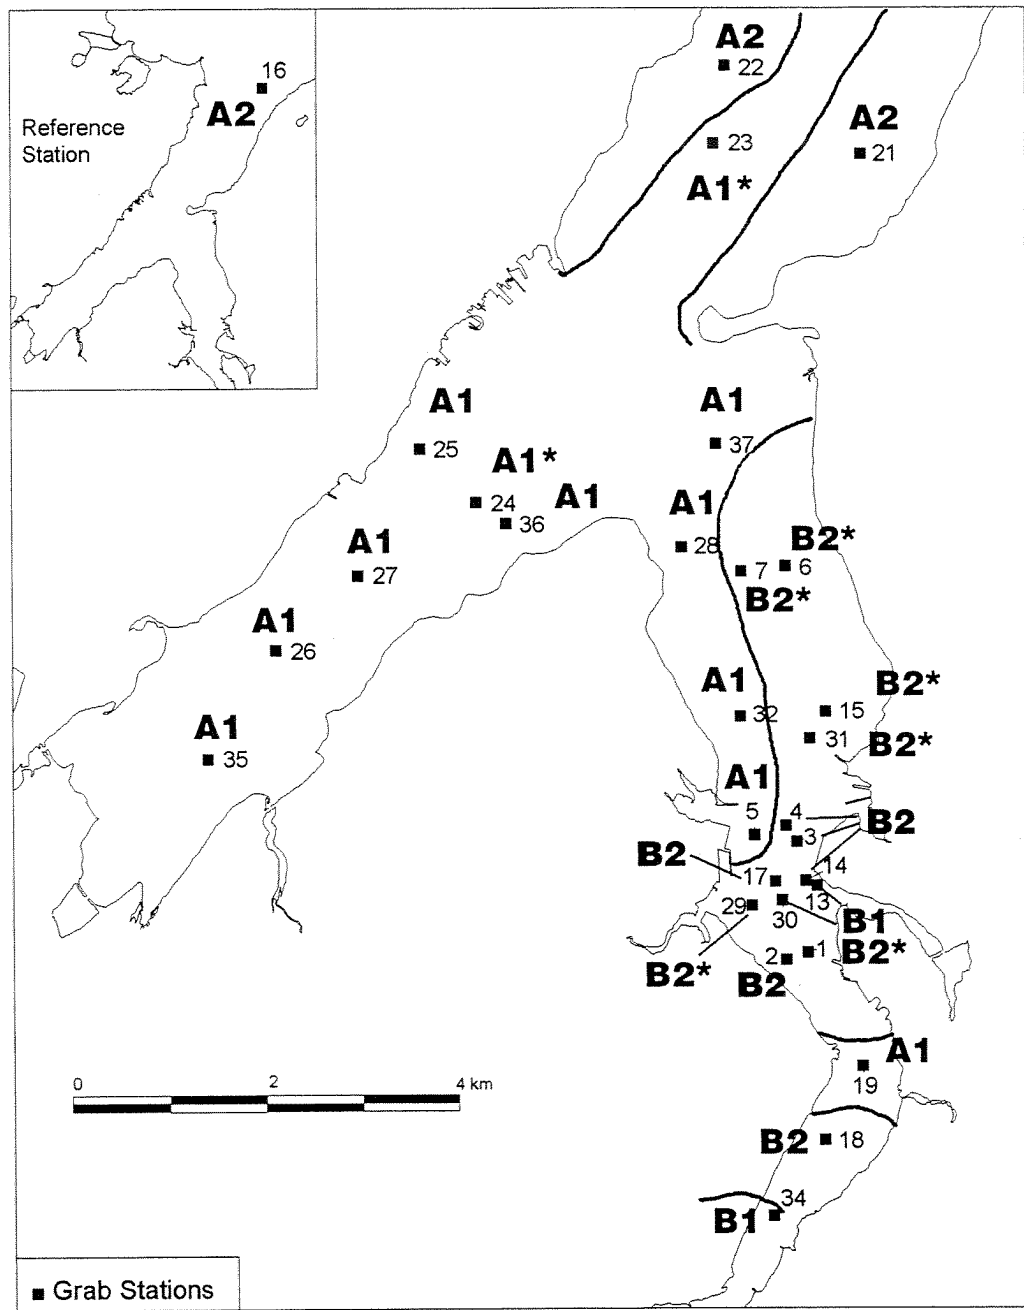 16
A2
Reference
Station
A2
22
A2
23
21
A1*
A1
A1
25
37
A1*
24
A1
A1
36
28
A1
B2*
27
7
6
B2*
A1
26
A1
B2*
32
15
A1
31
B2*
35
A1
5
4
B2
3
B2
17
14
29
13
30
B1
B2*
1
2
B2*
B2
A1
19
0
2
4 km
B2
18
34
B1
Grab Stations